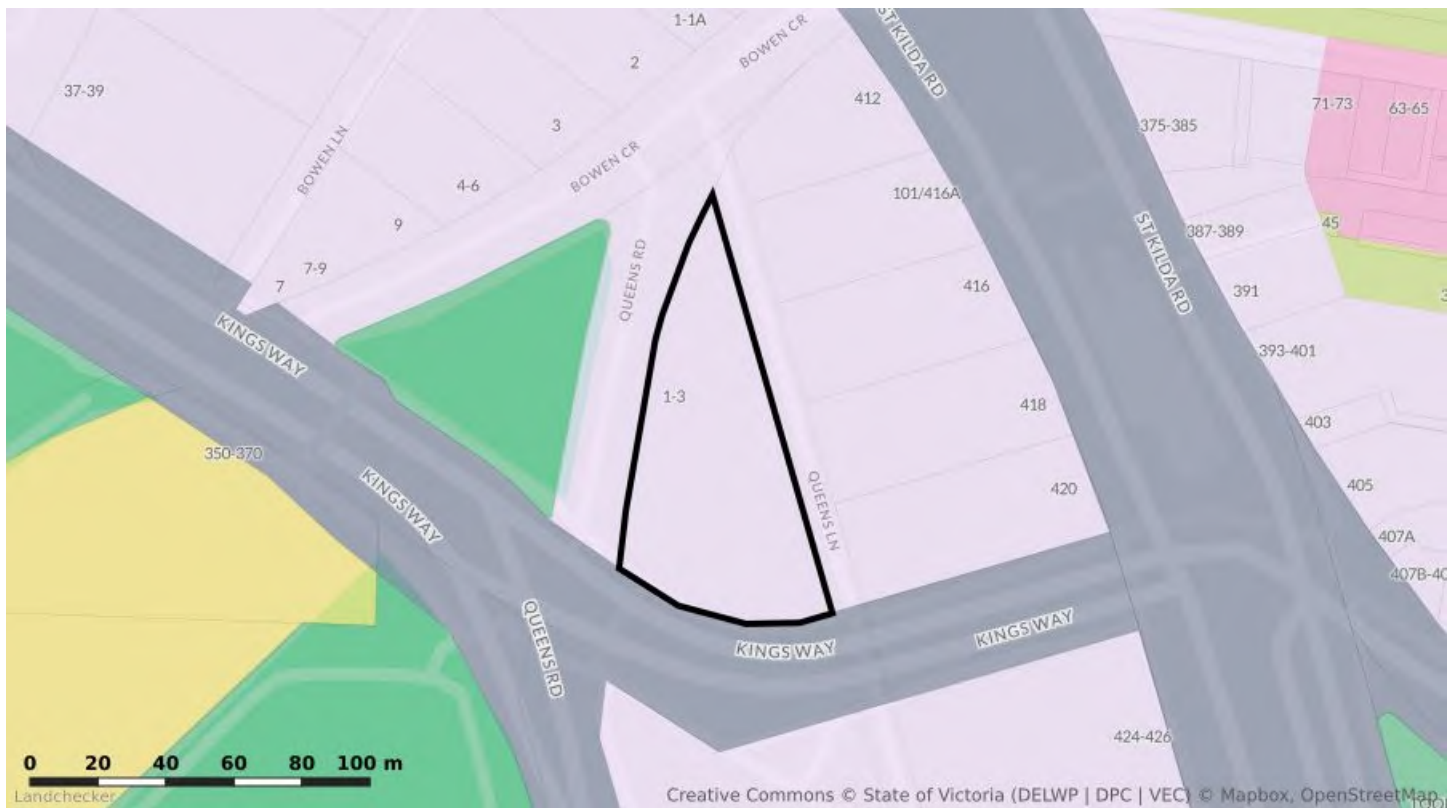 1-1A
BOWEN CR
ST KILDA RD
2
37-39
412
71-73
63-65
3
375-385
BOWEN LN
BOWEN CR
4-6
101/416A
9
45
387-389
QUEENS RD
ST KILDA RD
7-9
7
416
391
KINGS WAY
393-401
1-3
418
403
350-370
KINGS WAY
QUEENS LN
420
405
407A
407B-40
QUEENS RD
KINGS WAY
KINGS WAY
424-426
0 20 40 60 80 100 m
Landchecker
Creative Commons © State of Victoria (DELWP | DPC | VEC) © Mapbox, OpenStreetMap